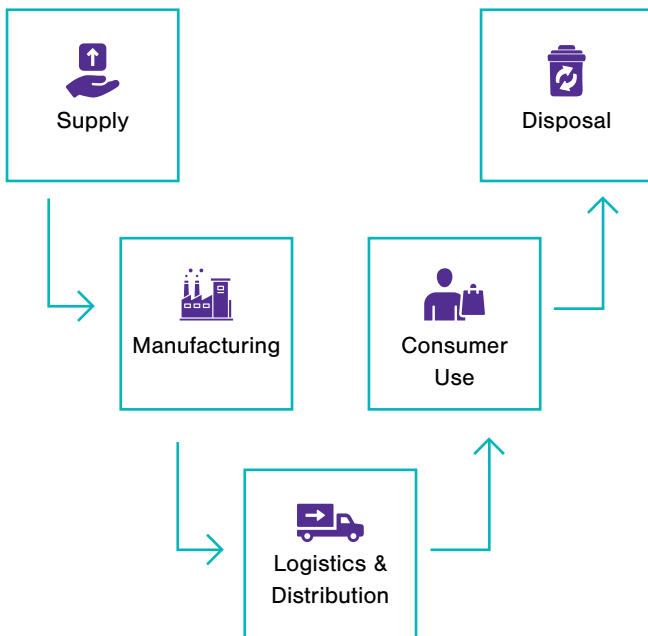 Supply
Disposal
Manufacturing
Consumer
Use
Logistics &
Distribution